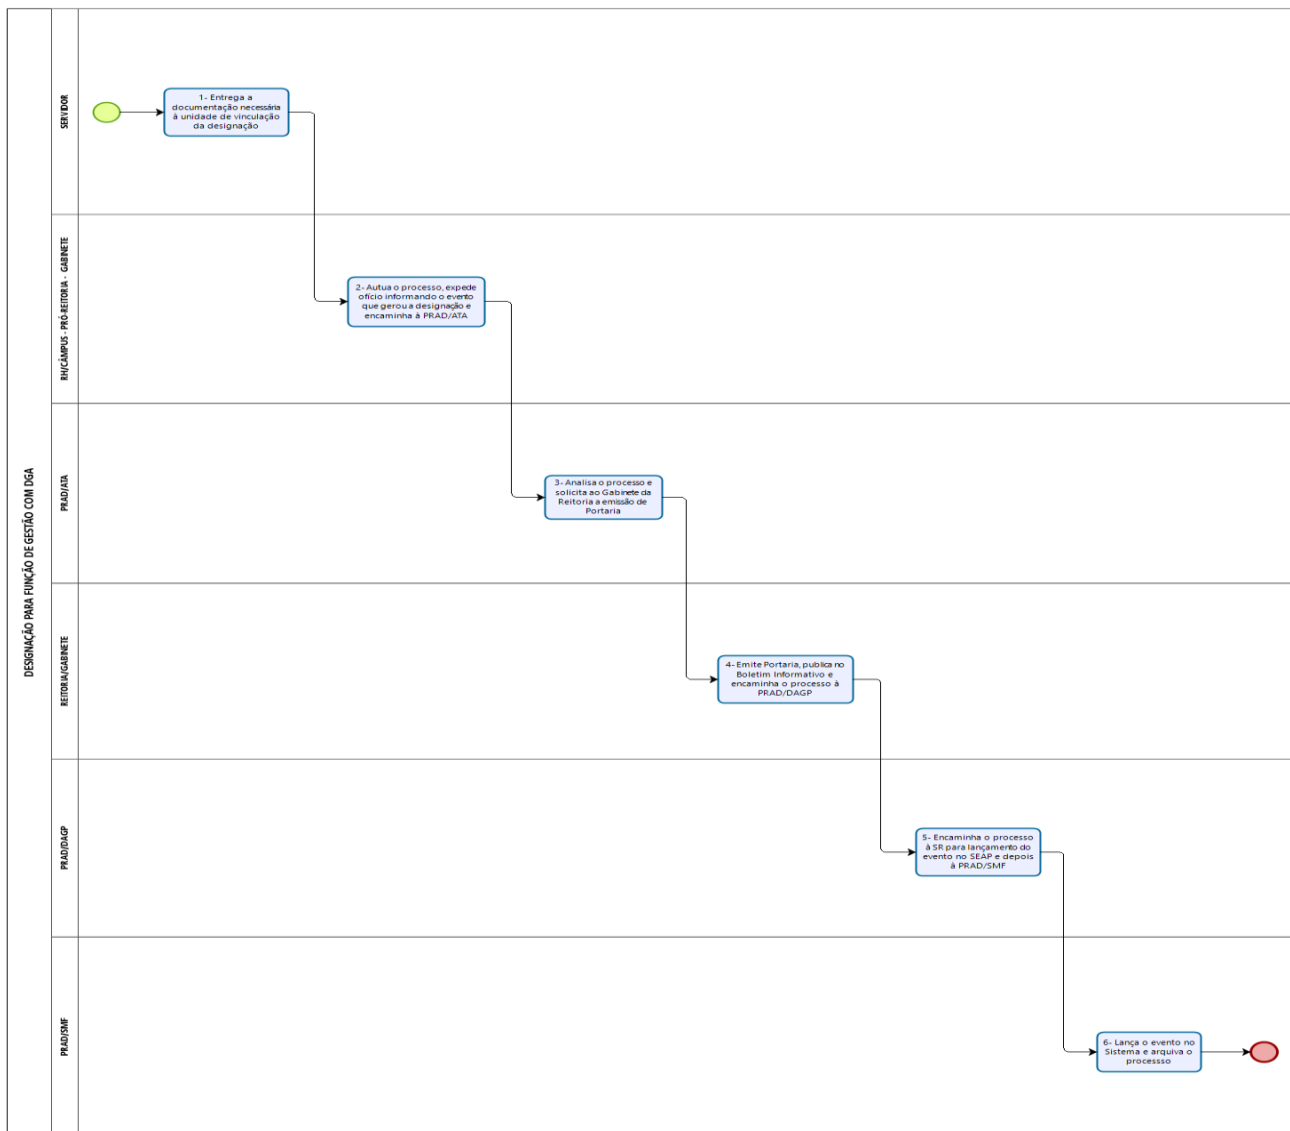 DESIGNAÇÃO PARA FUNÇÃO DE GESTÃO COM DGA
SERVIDOR
1- Entrega a
documentação necessária
à unidade de vinculação
da designação
RH/CÂMPUS - PRÓ-REITORIA - GABINETE
2- Autua o processo, expede
ofício informando o evento
que gerou a designação e
encaminha à PRAD/ATA
PRAD/ATA
3- Analisa o processo e
solicita ao Gabinete da
Reitoria a emissão de
Portaria
REITORIA/GABINETE
4- Emite Portaria, publica no
Boletim Informativo e
encaminha o processo à
PRAD/DAGP
PRAD/DAGP
5- Encaminha o processo
à SR para lançamento do
evento no SEAP e depois
à PRAD/SMF
PRAD/SMF
6- Lança o evento no
Sistema e arquiva o
processso